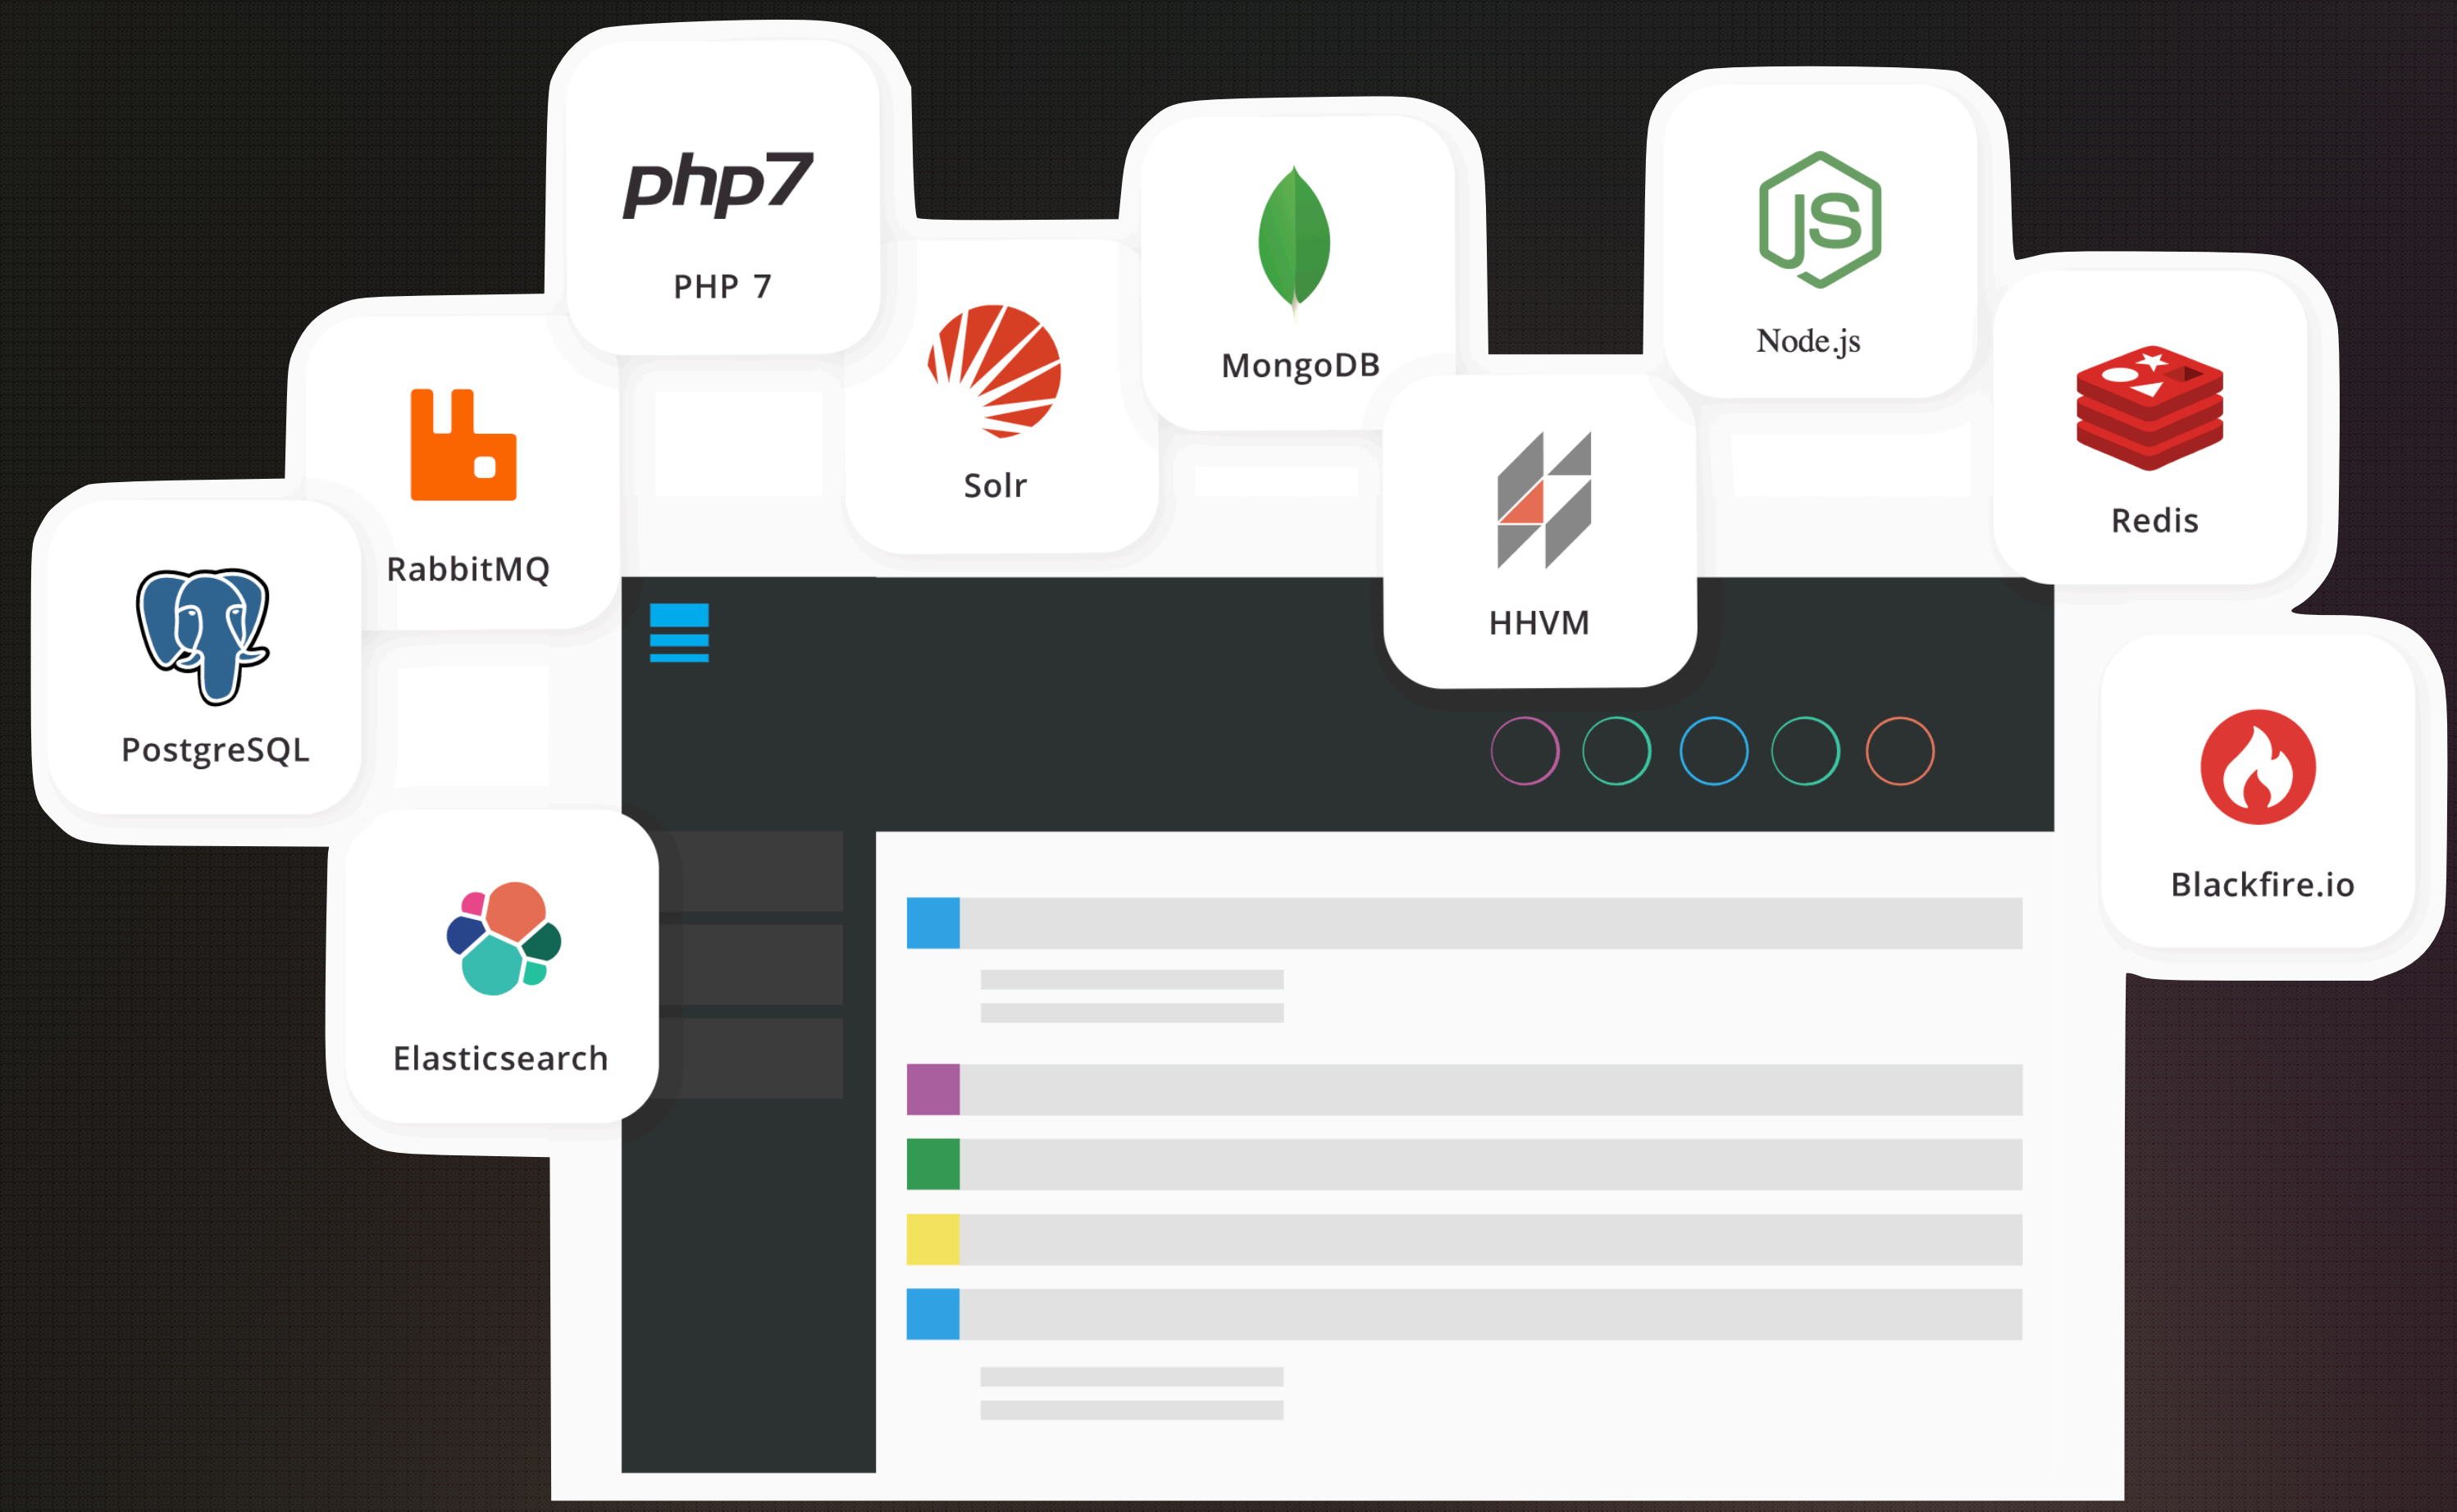 php7
PHP 7
JS
Node.js
MongoDB
Solr
Redis
RabbitMQ
HHVM
PostgreSQL
Blackfire.io
Elasticsearch